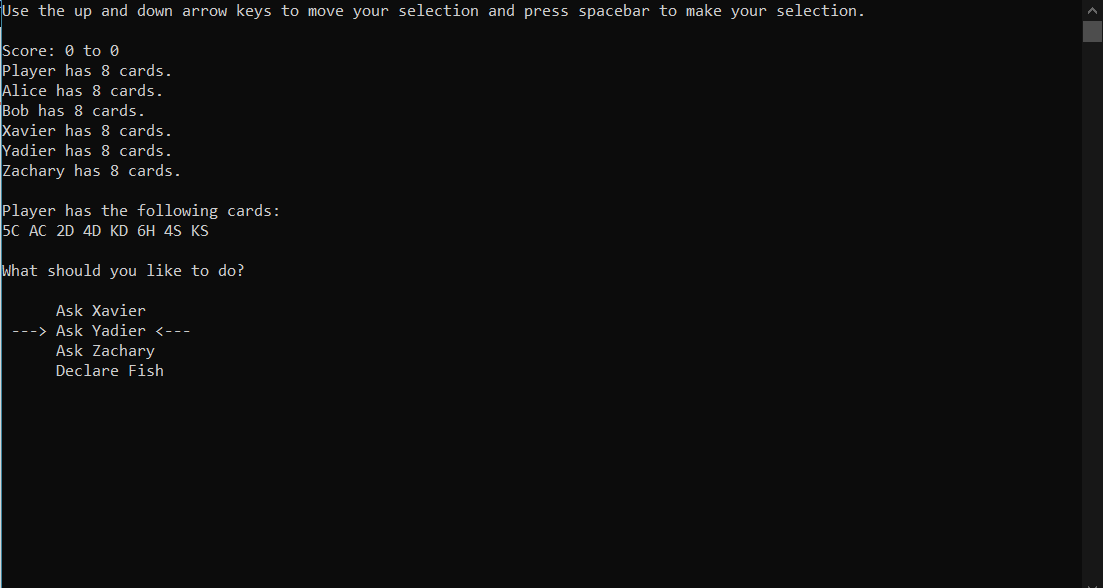 Use the up and down arrow keys to move your selection and press spacebar to make your selection.
Score: 0 to 0
Player has 8 cards.
Alice has 8 cards.
Bob has 8 cards.
Xavier has 8 cards.
Yadier has 8 cards.
Zachary has 8 cards.
Player has the following cards:
5C AC 2D 4D KD 6H 4S KS
What should you like to do?
Ask Xavier
---> Ask Yadier <---
Ask Zachary
Declare Fish